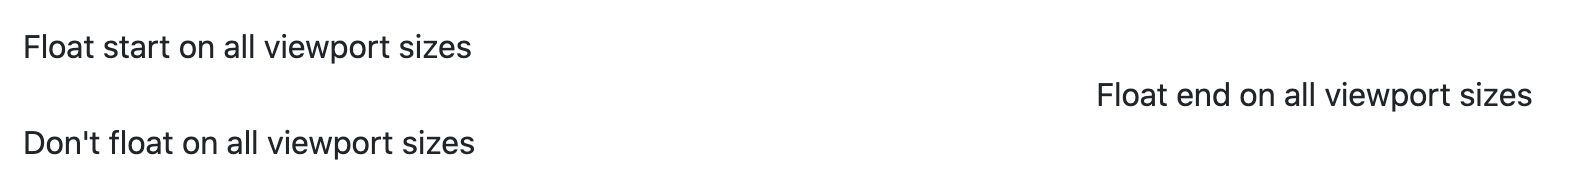 Float start on all viewport sizes
Float end on all viewport sizes
Don't float on all viewport sizes